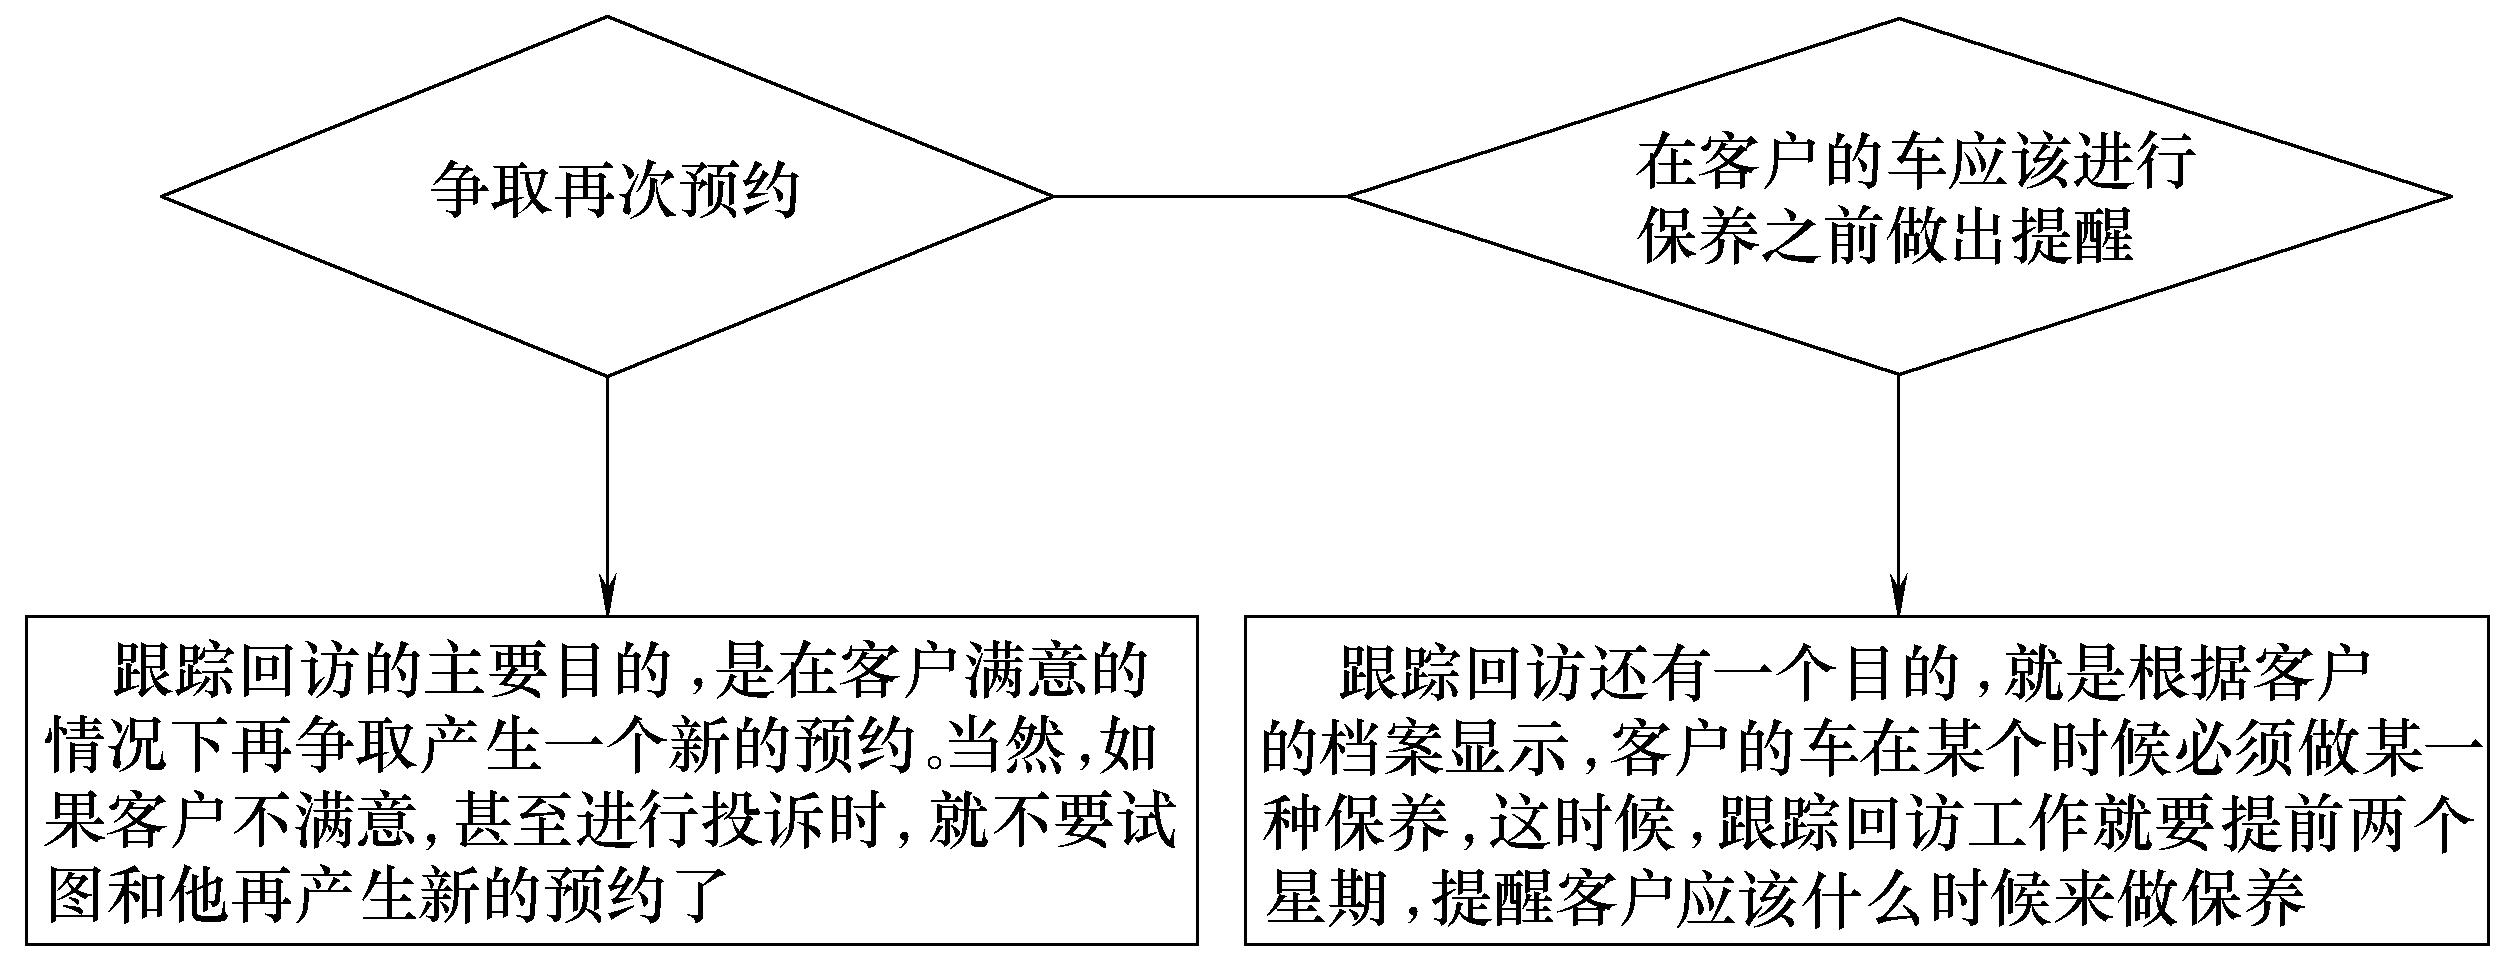 争取再次预约
在客户的车应该进行
保养之前做出提醒
跟踪回访的主要目的，是在客户满意的
情况下再争取产生一个新的预约。当然，如
果客户不满意，甚至进行投诉时，就不要试
图和他再产生新的预约了
跟踪回访还有一个目的，就是根据客户
的档案显示，客户的车在某个时候必须做某一
种保养，这时候，跟踪回访工作就要提前两个
星期，提醒客户应该什么时候来做保养